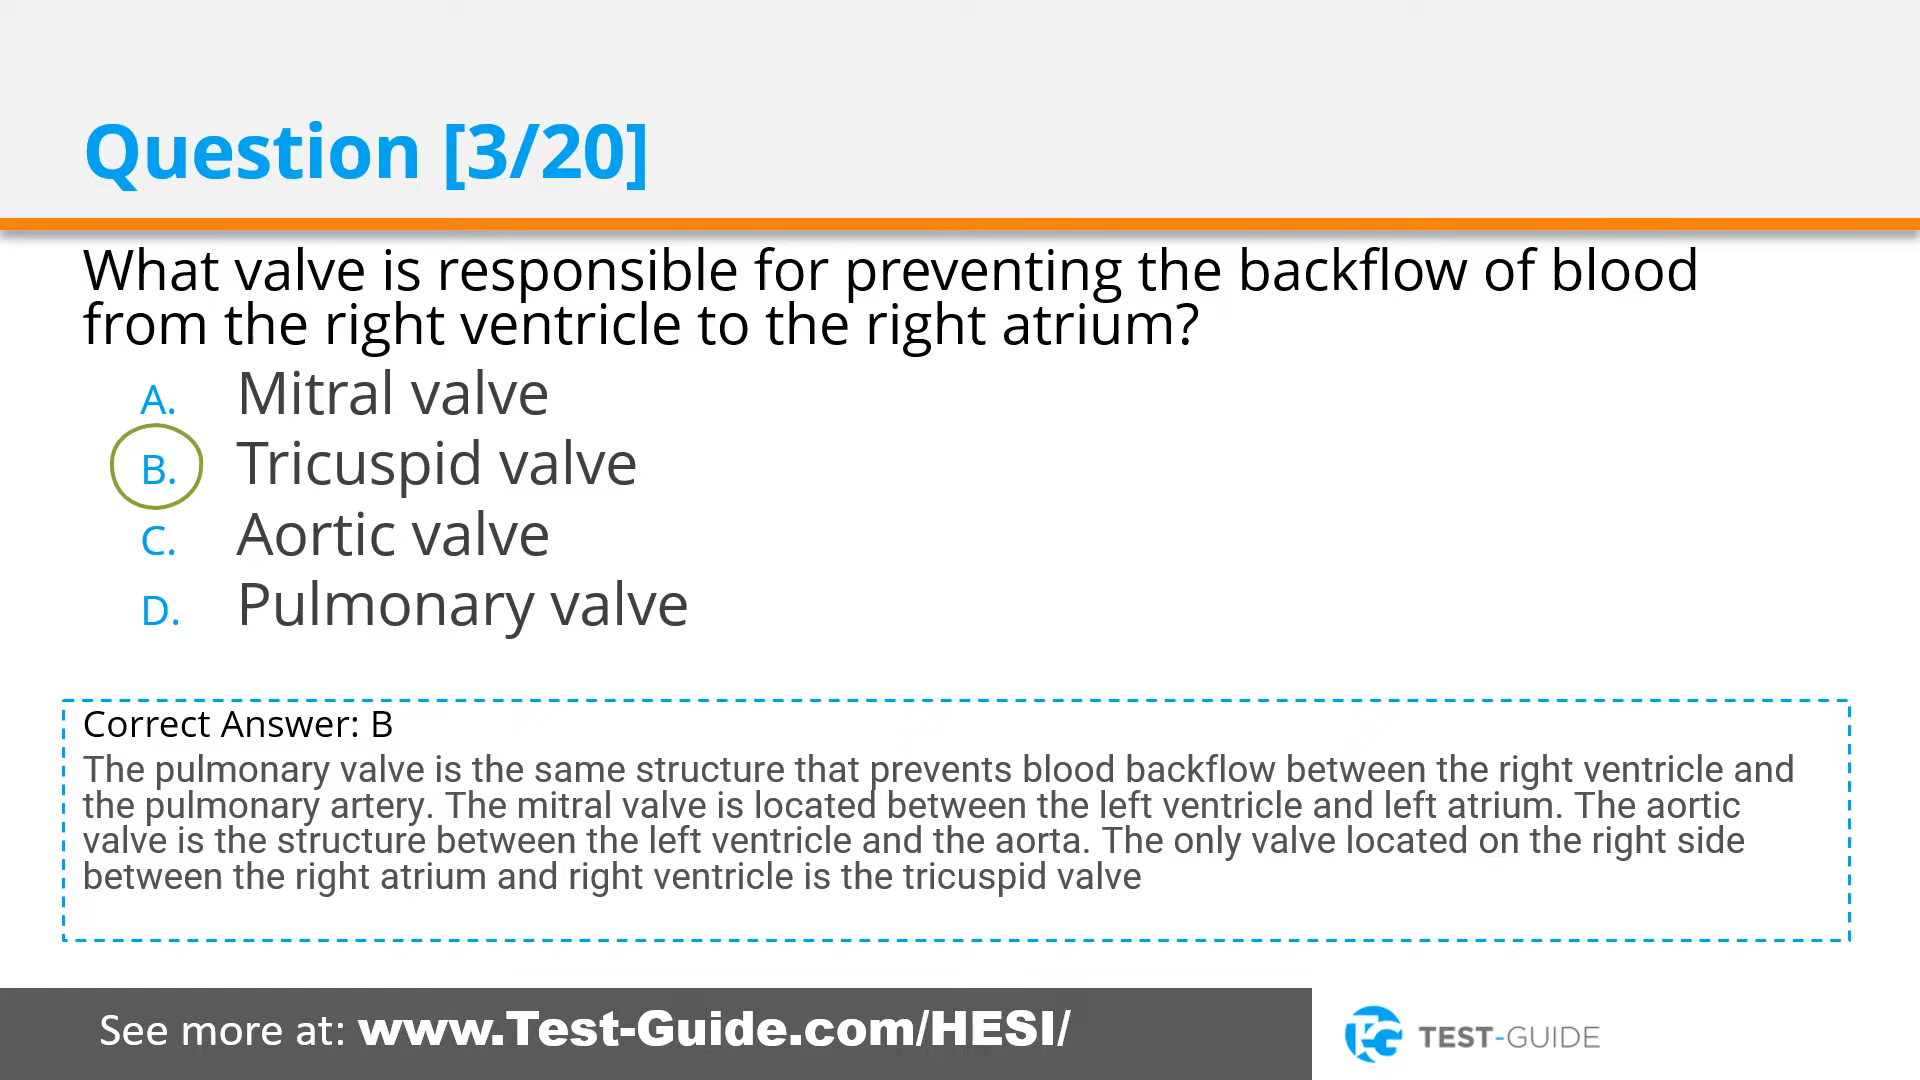 Question [3/20]
What valve is responsible for preventing the backflow of blood
from the right ventricle to the right atrium?
A. Mitral valve
B. Tricuspid valve
C. Aortic valve
D. Pulmonary valve
Correct Answer: B
The pulmonary valve is the same structure that prevents blood backflow between the right ventricle and
the pulmonary artery. The mitral valve is located between the left ventricle and left atrium. The aortic
valve is the structure between the left ventricle and the aorta. The only valve located on the right side
between the right atrium and right ventricle is the tricuspid valve
See more at: www.Test-Guide.com/HESI/
TG TEST-GUIDE